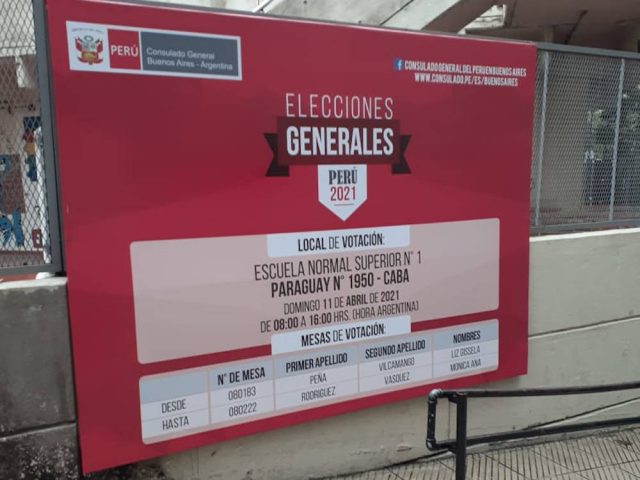 PERÚ
Consulado General
Buenos Aires - Argentina
CONSULADOGENERALDELPERUENBUENOSAIRES
WWW.CONSULADO.PE/ES/BUENOSAIRES
ELECCIONES
GENERALES
PERÚ
2021
LOCAL DE VOTACIÓN:
ESCUELA NORMAL SUPERIOR N° 1
PARAGUAY N° 1950 - CABA
DOMINGO 11 DE ABRIL DE 2021
DE 08:00 A 16:00 HRS. (HORA ARGENTINA)
MESAS DE VOTACIÓN:
N° DE MESA PRIMER APELLIDO SEGUNDO APELLIDO NOMBRES
DESDE 080183 PEÑA VILCAMANGO LIZ GISSELA
HASTA 080222 RODRIGUEZ VASQUEZ MONICA ANA